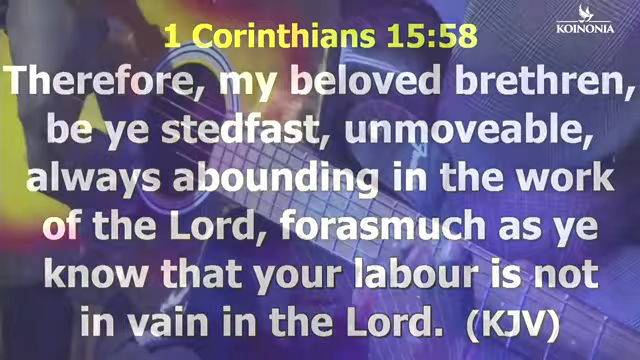 KOINONIA
1 Corinthians 15:58
Therefore, my beloved brethren,
be ye stedfast, unmoveable,
always abounding in the work
of the Lord, forasmuch as ye
know that your labour is not
in vain in the Lord. (KJV)